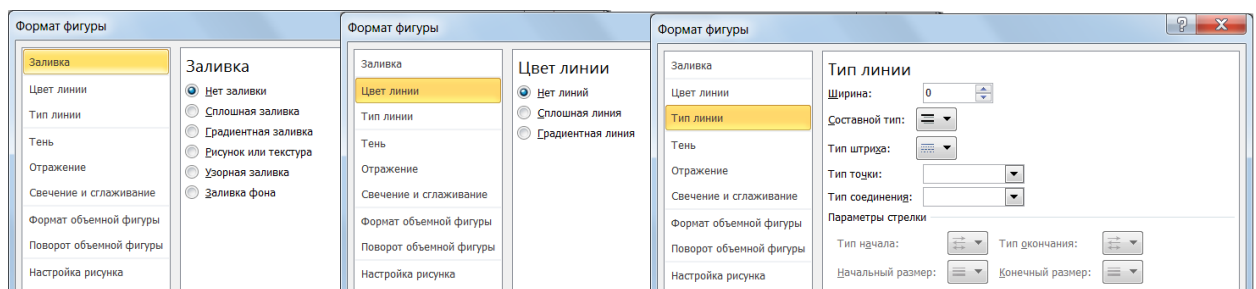 Формат фигуры
Заливка
Цвет линии
Тип линии
Тень
Отражение
Свечение и сглаживание
Формат объемной фигуры
Поворот объемной фигуры
Настройка рисунка
Заливка
Нет заливки
Сплошная заливка
Градиентная заливка
Рисунок или текстура
Узорная заливка
Заливка фона
Формат фигуры
Заливка
Цвет линии
Тип линии
Тень
Отражение
Свечение и сглаживание
Формат объемной фигуры
Поворот объемной фигуры
Настройка рисунка
Цвет линии
Нет линий
Сплошная линия
Градиентная линия
Формат фигуры
Заливка
Цвет линии
Тип линии
Тень
Отражение
Свечение и сглаживание
Формат объемной фигуры
Поворот объемной фигуры
Настройка рисунка
Тип линии
Ширина: 0
Составной тип:
Тип штриха:
Тип точки:
Тип соединения:
Параметры стрелки
Тип начала: Тип окончания:
Начальный размер: Конечный размер: